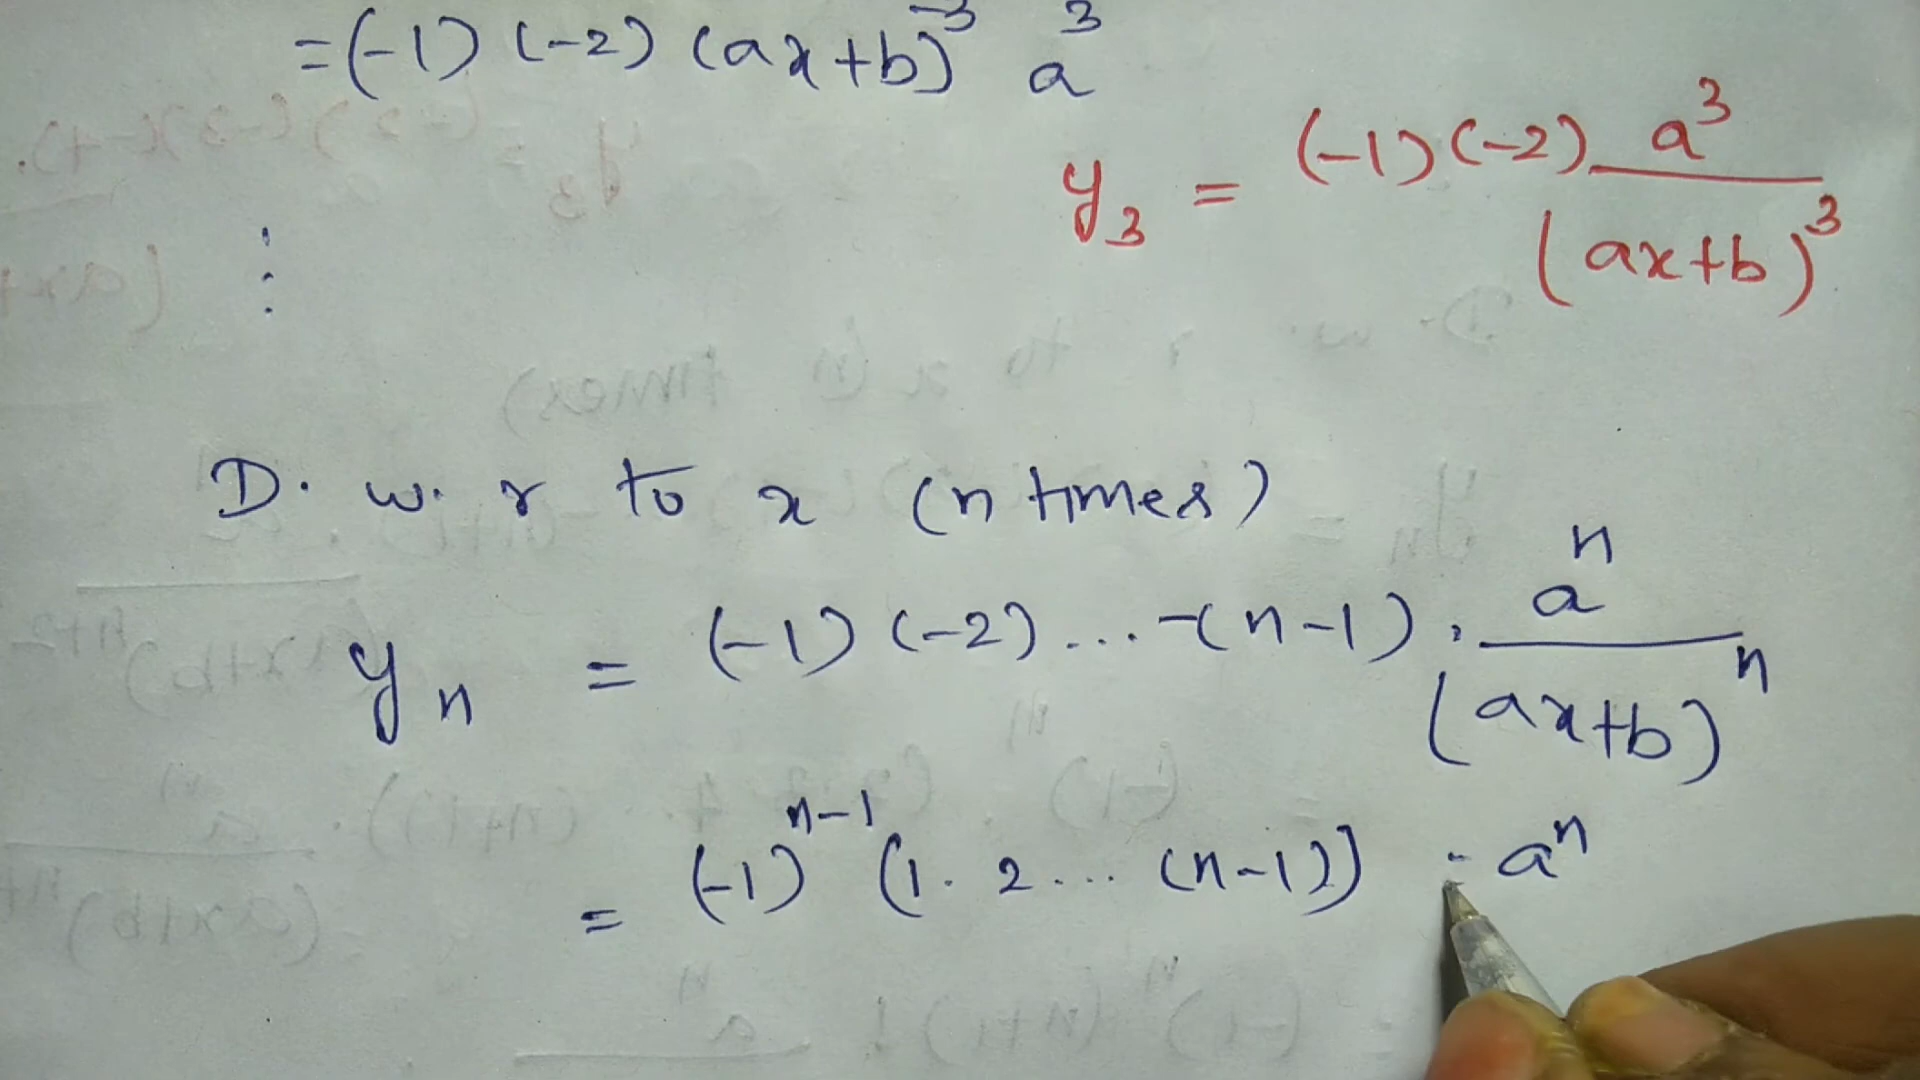 = (-1) (-2) (ax+b)^-3 a^3
y_3 = (-1) (-2) a^3 / (ax+b)^3
⋮
D. w. r to x (n times)
y_n = (-1) (-2) ... -(n-1) . a^n / (ax+b)^n
= (-1)^n-1 (1. 2 ... (n-1)) . a^n